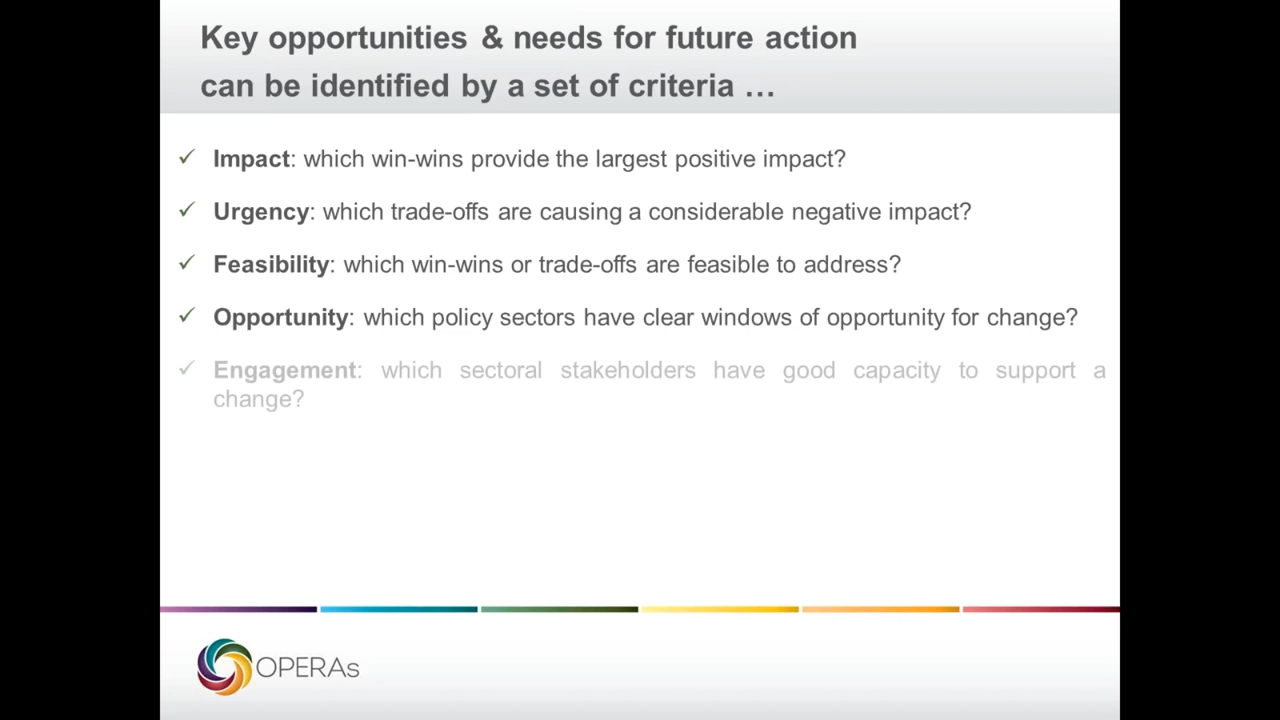 Key opportunities & needs for future action
can be identified by a set of criteria …
✓ Impact: which win-wins provide the largest positive impact?
✓ Urgency: which trade-offs are causing a considerable negative impact?
✓ Feasibility: which win-wins or trade-offs are feasible to address?
✓ Opportunity: which policy sectors have clear windows of opportunity for change?
✓ Engagement: which sectoral stakeholders have good capacity to support a
change?
OPERAs